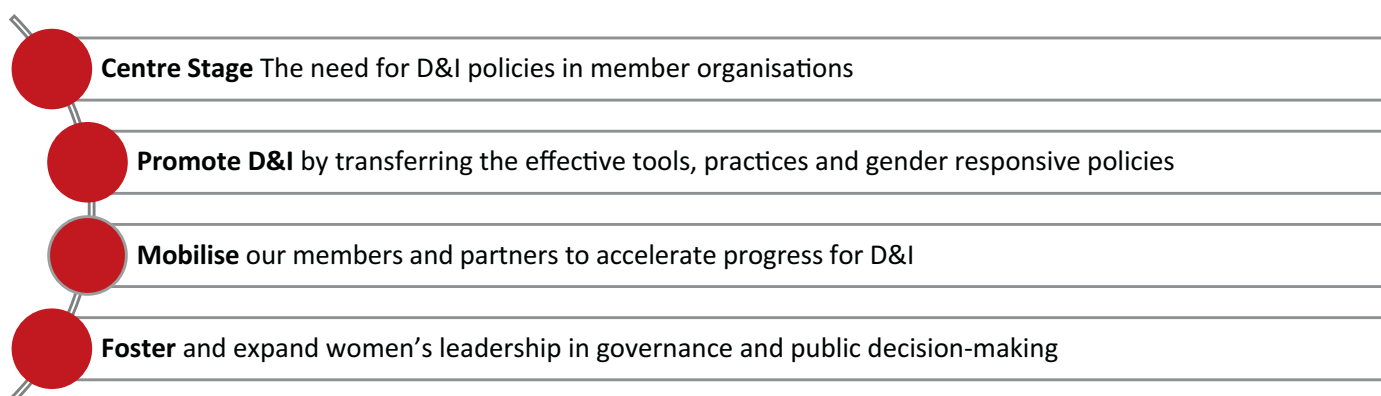 Centre Stage The need for D&I policies in member organisations
Promote D&I by transferring the effective tools, practices and gender responsive policies
Mobilise our members and partners to accelerate progress for D&I
Foster and expand women’s leadership in governance and public decision-making